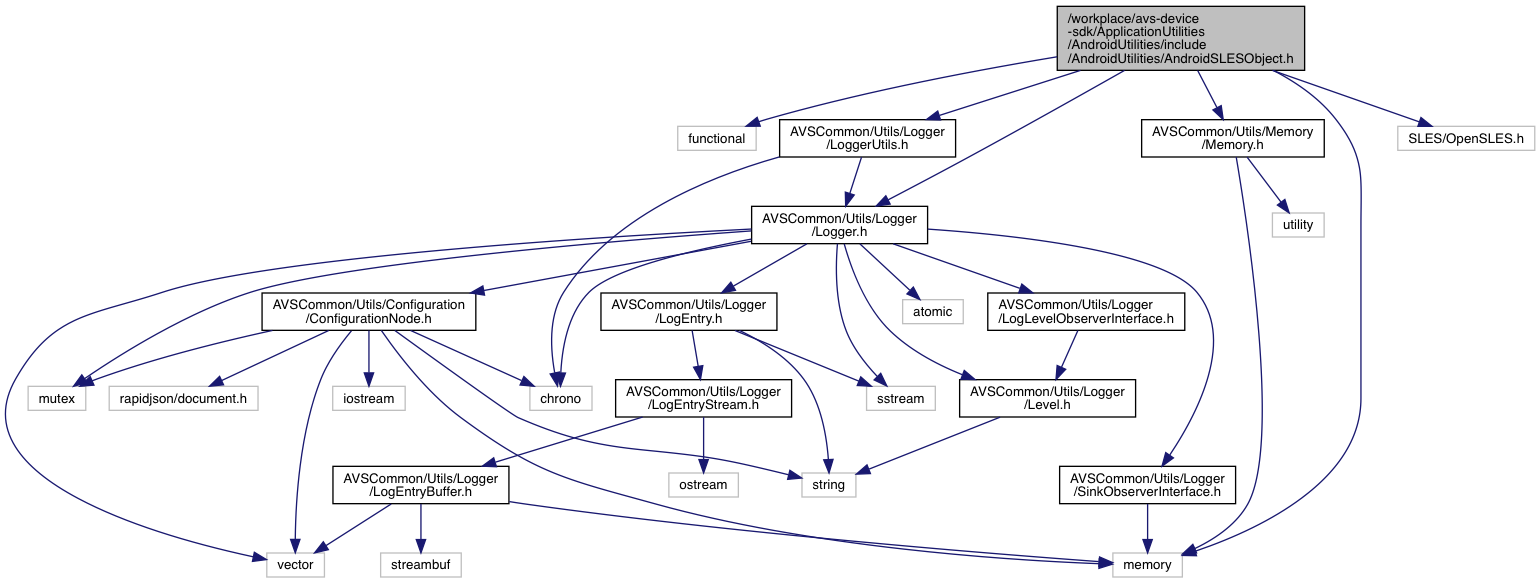 /workplace/avs-device
-sdk/ApplicationUtilities
/AndroidUtilities/include
/AndroidUtilities/AndroidSLESObject.h
functional
AVSCommon/Utils/Logger
/LoggerUtils.h
AVSCommon/Utils/Memory
/Memory.h
SLES/OpenSLES.h
AVSCommon/Utils/Logger
/Logger.h
utility
AVSCommon/Utils/Configuration
/ConfigurationNode.h
AVSCommon/Utils/Logger
/LogEntry.h
atomic
AVSCommon/Utils/Logger
/LogLevelObserverInterface.h
mutex
rapidjson/document.h
iostream
chrono
AVSCommon/Utils/Logger
/LogEntryStream.h
sstream
AVSCommon/Utils/Logger
/Level.h
AVSCommon/Utils/Logger
/LogEntryBuffer.h
ostream
string
AVSCommon/Utils/Logger
/SinkObserverInterface.h
vector
streambuf
memory